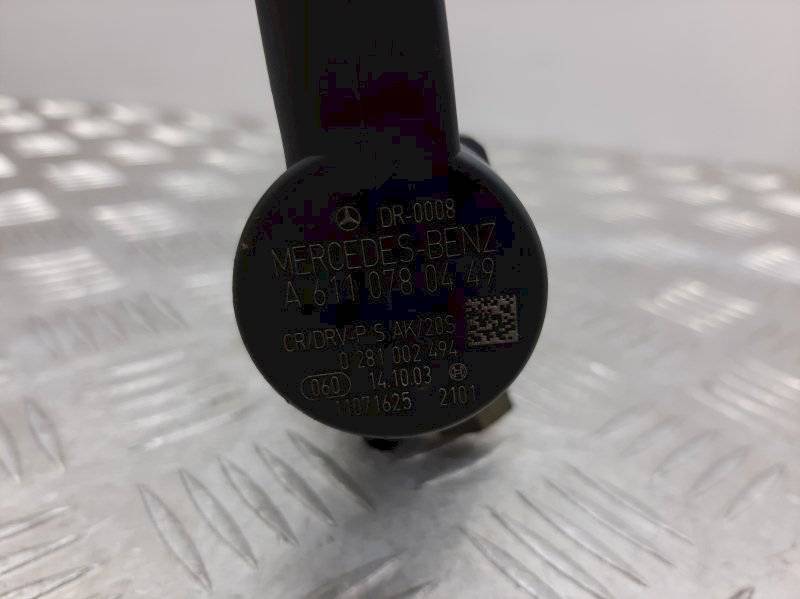 DR-0008
MERCEDES-BENZ
A 611 078 04 49
CR/DRV-P-S AK/20S
0 281 002 494
060 14.10.03
11071625 2101